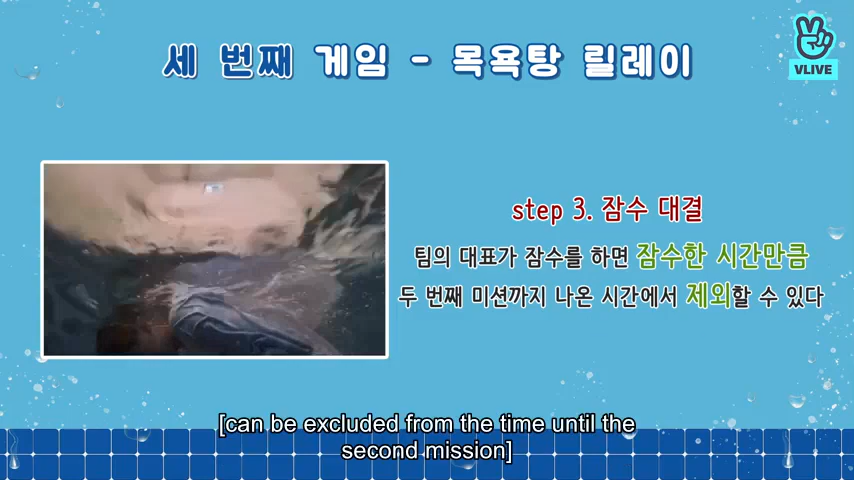 세 번째 게임 - 목욕탕 릴레이
VLIVE
step 3. 잠수 대결
팀의 대표가 잠수를 하면 잠수한 시간만큼
두 번째 미션까지 나온 시간에서 제외할 수 있다
[can be excluded from the time until the
second mission]